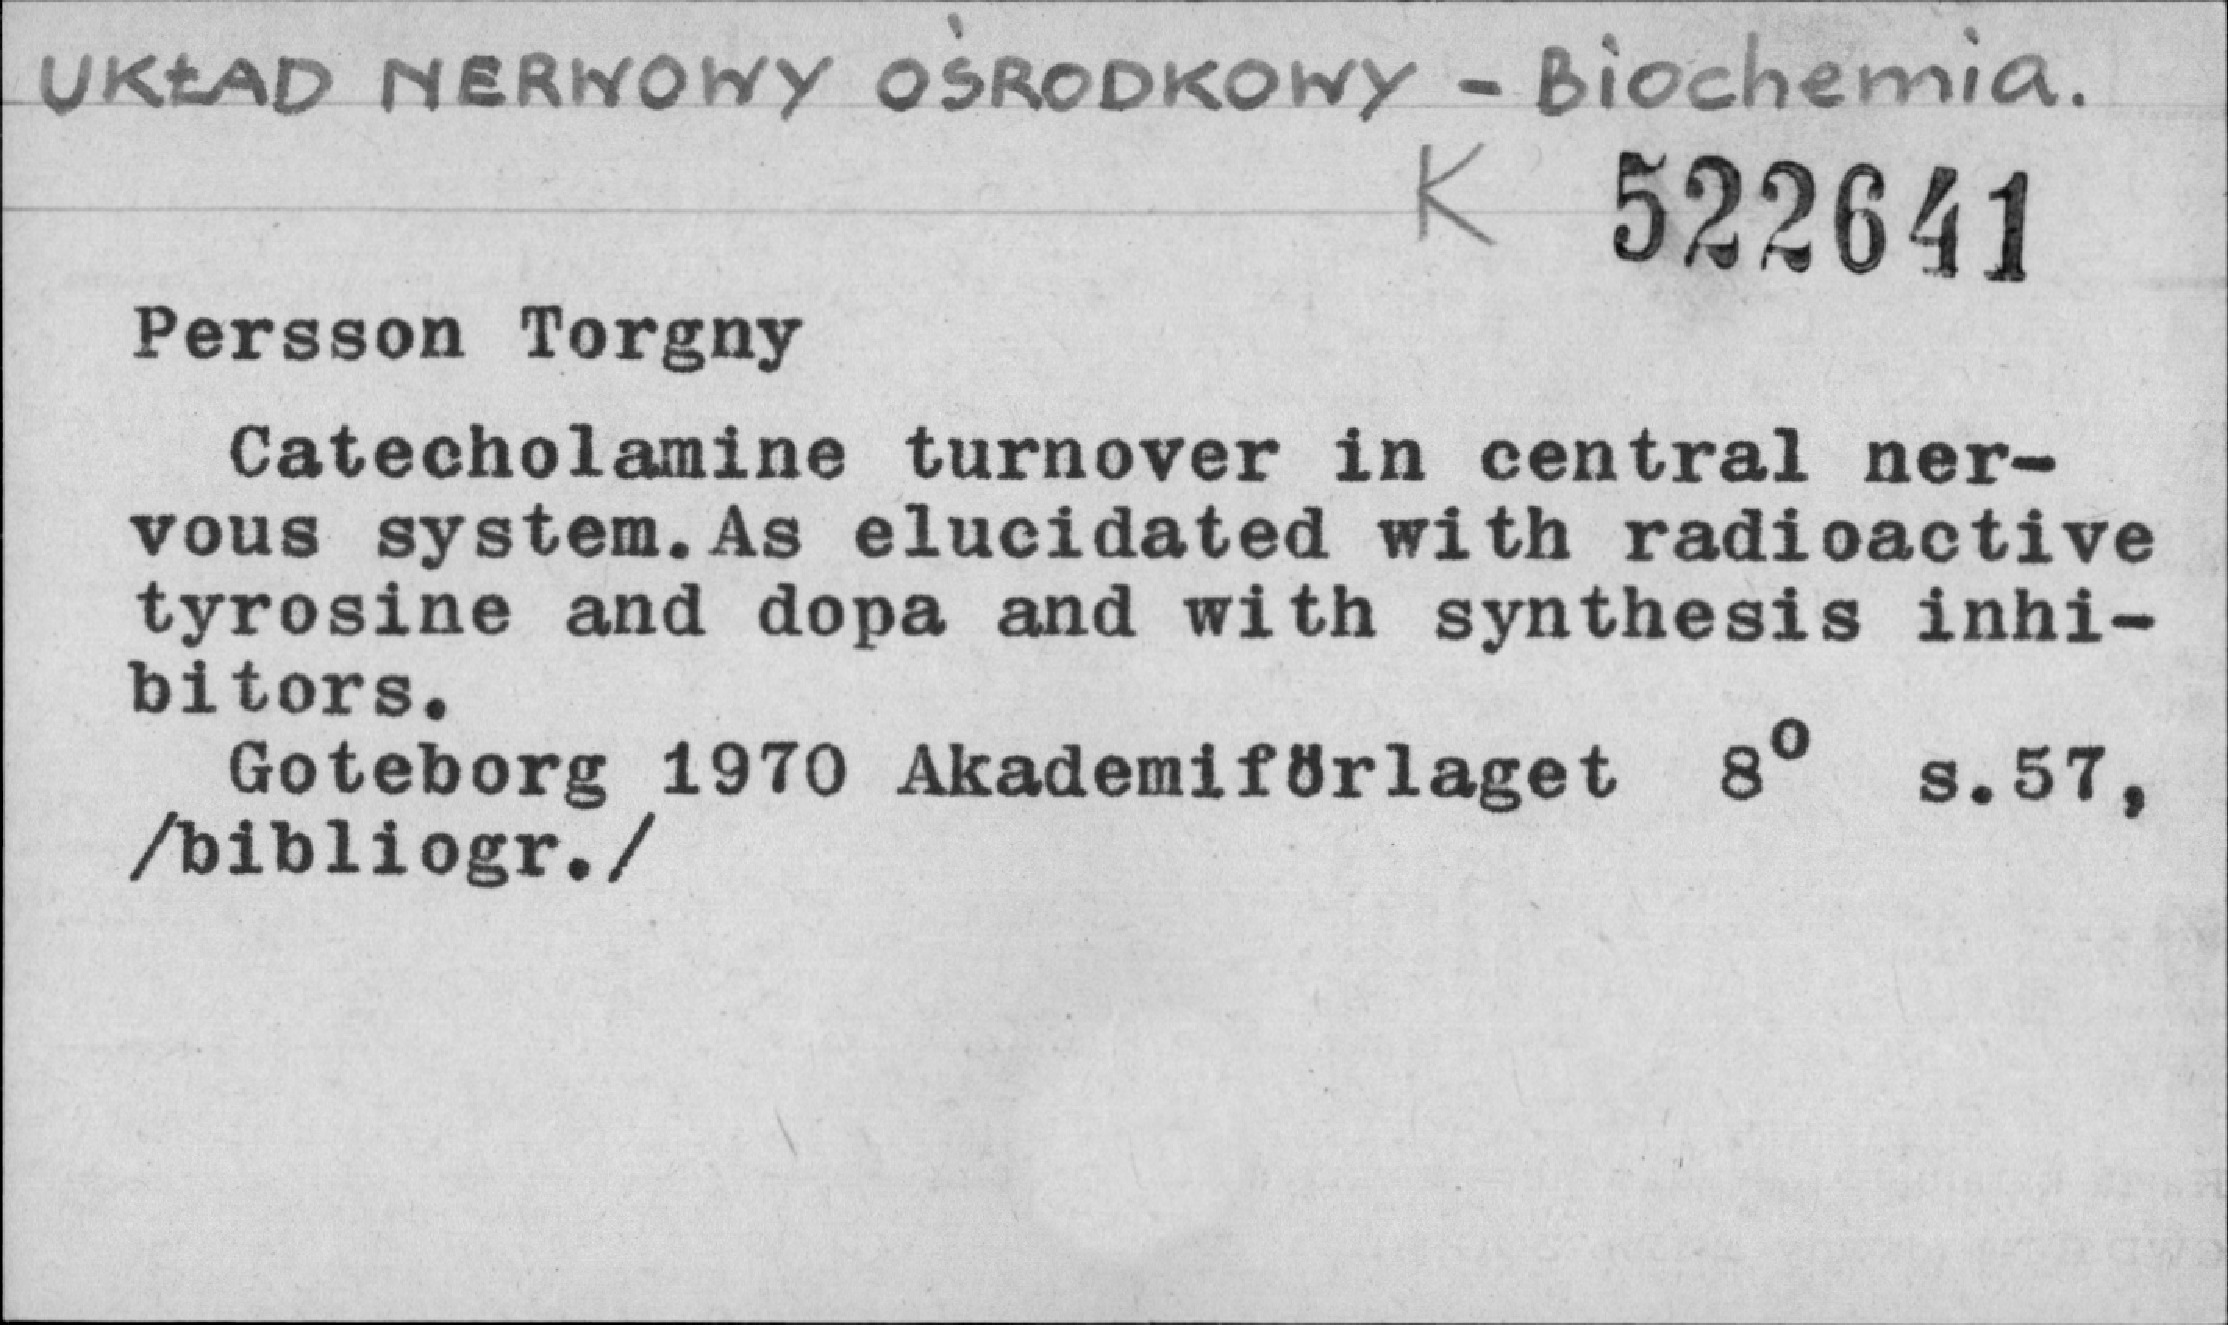 UKŁAD NERWOWY OŚRODKOWY - Biochemia.
K 522641
Persson Torgny
Catecholamine turnover in central ner-
vous system.As elucidated with radioactive
tyrosine and dopa and with synthesis inhi-
bitors.
Goteborg 1970 Akademiförlaget 8° s.57,
/bibliogr./